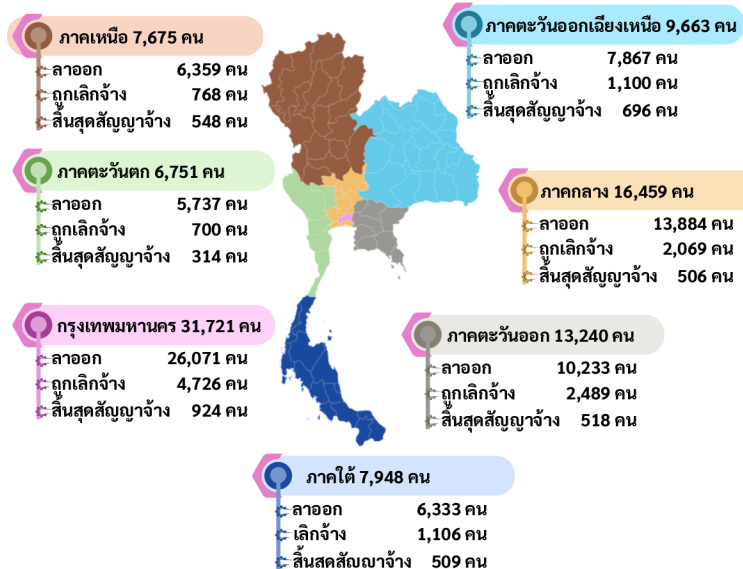 ภาคเหนือ 7,675 คน
ลาออก 6,359 คน
ถูกเลิกจ้าง 768 คน
สิ้นสุดสัญญาจ้าง 548 คน
ภาคตะวันออกเฉียงเหนือ 9,663 คน
ลาออก 7,867 คน
ถูกเลิกจ้าง 1,100 คน
สิ้นสุดสัญญาจ้าง 696 คน
ภาคตะวันตก 6,751 คน
ลาออก 5,737 คน
ถูกเลิกจ้าง 700 คน
สิ้นสุดสัญญาจ้าง 314 คน
ภาคกลาง 16,459 คน
ลาออก 13,884 คน
ถูกเลิกจ้าง 2,069 คน
สิ้นสุดสัญญาจ้าง 506 คน
กรุงเทพมหานคร 31,721 คน
ลาออก 26,071 คน
ถูกเลิกจ้าง 4,726 คน
สิ้นสุดสัญญาจ้าง 924 คน
ภาคตะวันออก 13,240 คน
ลาออก 10,233 คน
ถูกเลิกจ้าง 2,489 คน
สิ้นสุดสัญญาจ้าง 518 คน
ภาคใต้ 7,948 คน
ลาออก 6,333 คน
เลิกจ้าง 1,106 คน
สิ้นสุดสัญญาจ้าง 509 คน